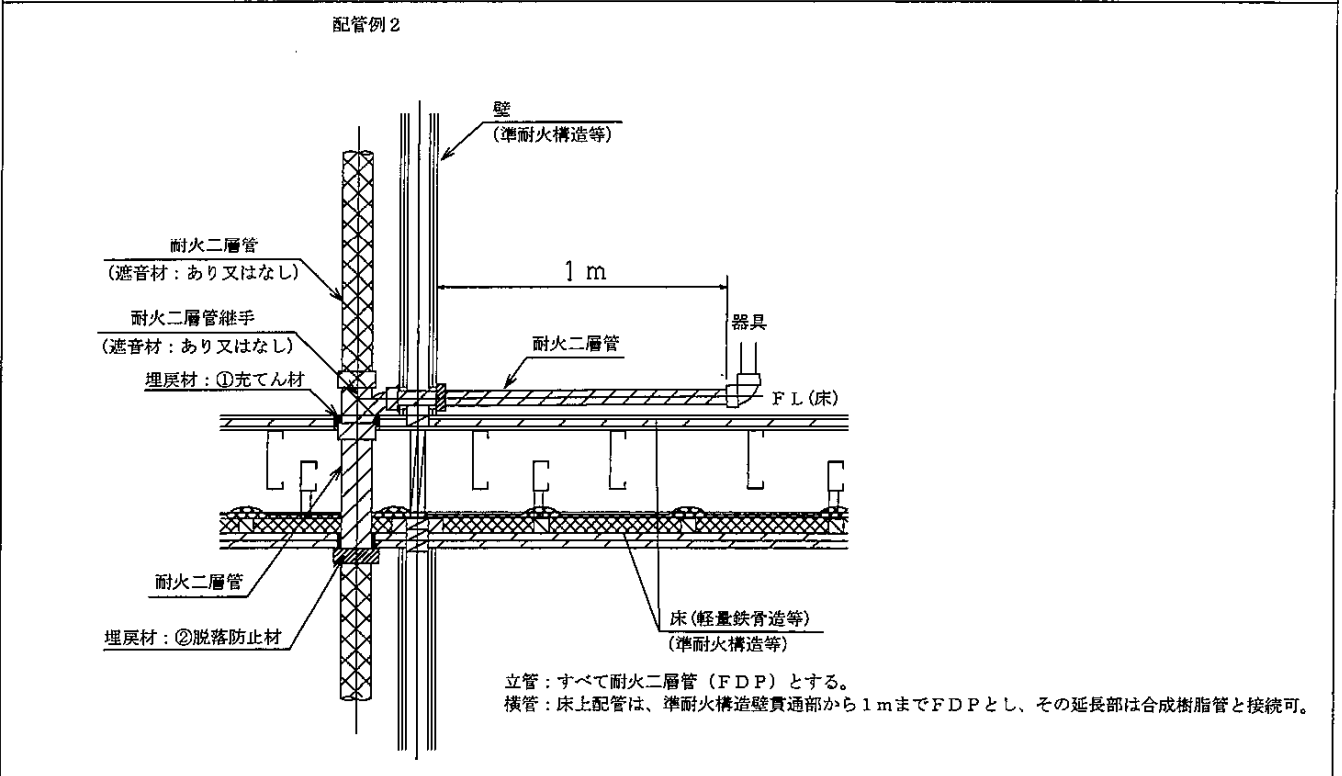 配管例2
壁
(準耐火構造等)
耐火二層管
(遮音材:あり又はなし)
1m
耐火二層管継手
(遮音材:あり又はなし)
器具
耐火二層管
埋戻材:①充てん材
FL(床)
耐火二層管
床(軽量鉄骨造等)
(準耐火構造等)
埋戻材:②脱落防止材
立管:すべて耐火二層管(FDP)とする。
横管:床上配管は、準耐火構造壁貫通部から1mまでFDPとし、その延長部は合成樹脂管と接続可。